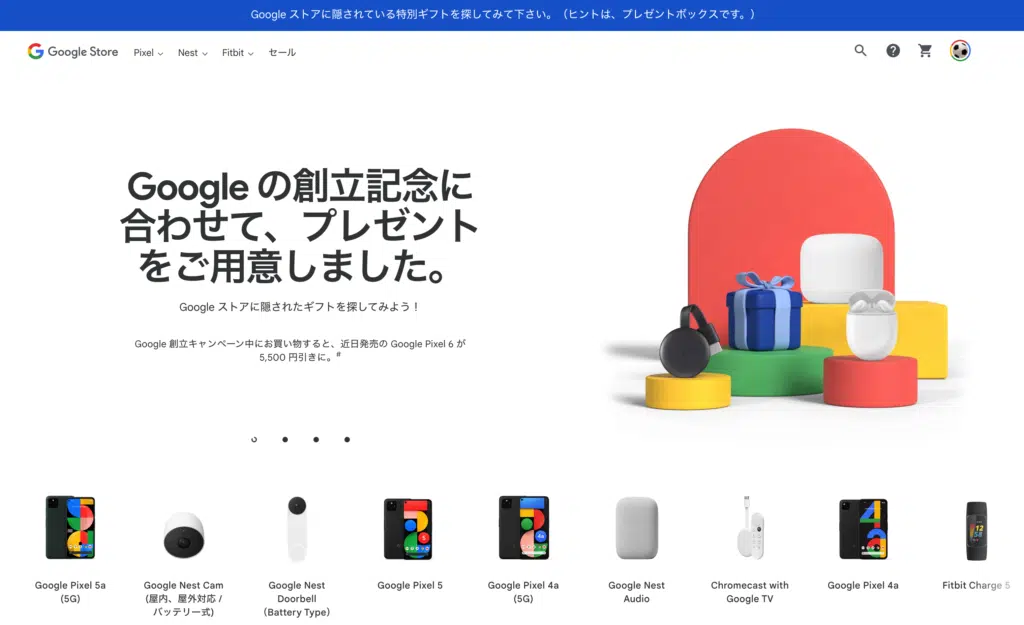 Google ストアに隠されている特別ギフトを探してみて下さい。（ヒントは、プレゼントボックスです。）
Google Store Pixel Nest Fitbit セール
Google の創立記念に
合わせて、プレゼント
をご用意しました。
Google ストアに隠されたギフトを探してみよう！
Google 創立キャンペーン中にお買い物すると、近日発売の Google Pixel 6 が
5,500 円引きに。#
Google Pixel 5a
(5G)
Google Nest Cam
(屋内、屋外対応 /
バッテリー式)
Google Nest
Doorbell
（Battery Type）
Google Pixel 5
Google Pixel 4a
(5G)
Google Nest
Audio
Chromecast with
Google TV
Google Pixel 4a
Fitbit Charge 5